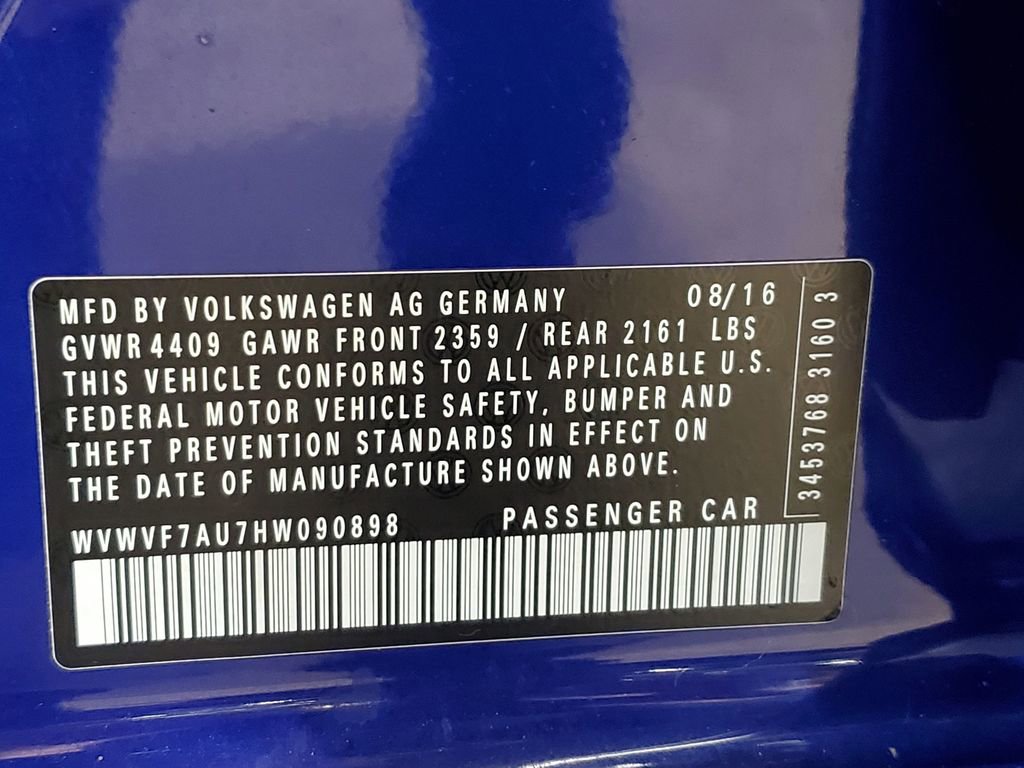 MFD BY VOLKSWAGEN AG GERMANY 08/16
GVWR 4409 GAWR FRONT 2359 / REAR 2161 LBS
THIS VEHICLE CONFORMS TO ALL APPLICABLE U.S.
FEDERAL MOTOR VEHICLE SAFETY, BUMPER AND
THEFT PREVENTION STANDARDS IN EFFECT ON
THE DATE OF MANUFACTURE SHOWN ABOVE.
WVWVF7AU7HW090898 PASSENGER CAR
3453768 3160 3